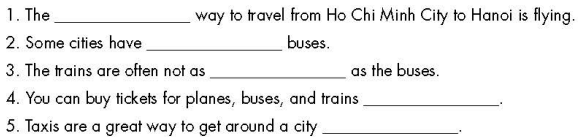 1. The ________________ way to travel from Ho Chi Minh City to Hanoi is flying.
2. Some cities have ________________ buses.
3. The trains are often not as ________________ as the buses.
4. You can buy tickets for planes, buses, and trains ________________.
5. Taxis are a great way to get around a city ________________.